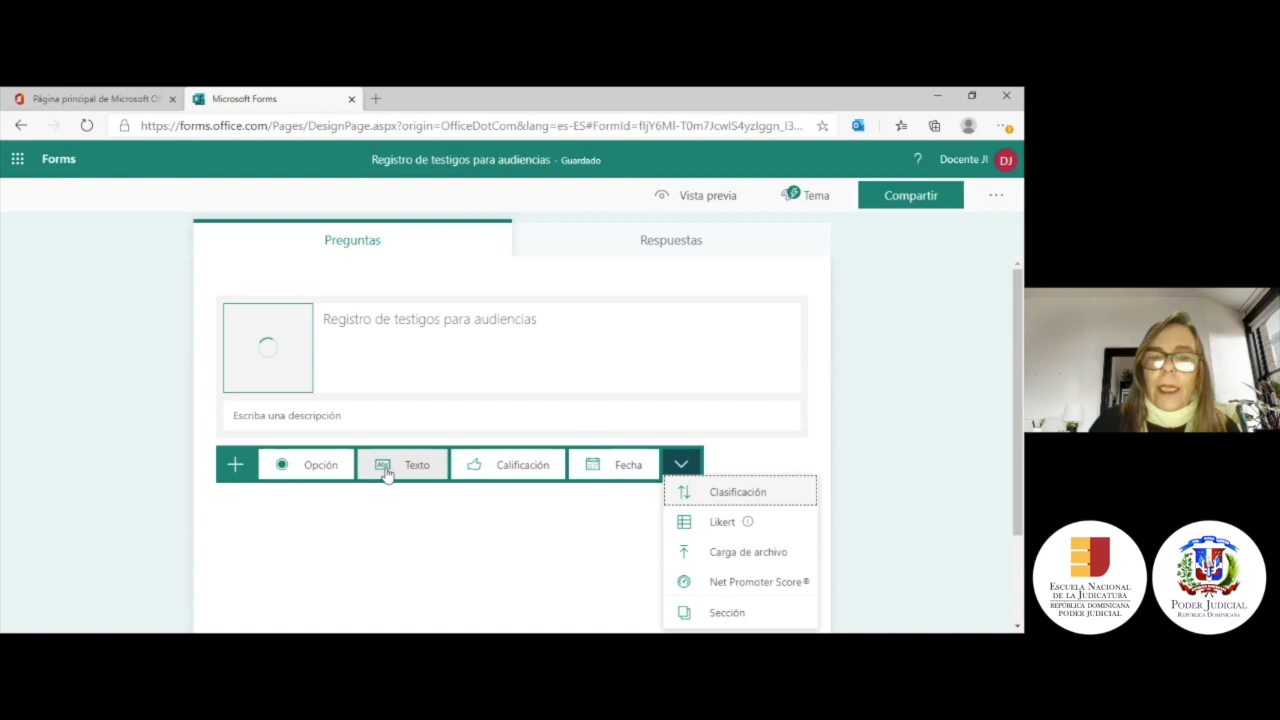 Página principal de Microsoft Of
Microsoft Forms
https://forms.office.com/Pages/DesignPage.aspx?origin=OfficeDotCom&lang=es-ES#FormId=
Forms
Registro de testigos para audiencias - Guardado
? Docente JI DJ
Vista previa
Tema
Compartir
Preguntas
Respuestas
Registro de testigos para audiencias
Escriba una descripción
Opción
Abc Texto
Calificación
Fecha
Clasificación
Likert
Carga de archivo
Net Promoter Score®
Sección
ESCUELA NACIONAL
DE LA JUDICATURA
REPÚBLICA DOMINICANA
PODER JUDICIAL
PODER JUDICIAL
REPÚBLICA DOMINICANA